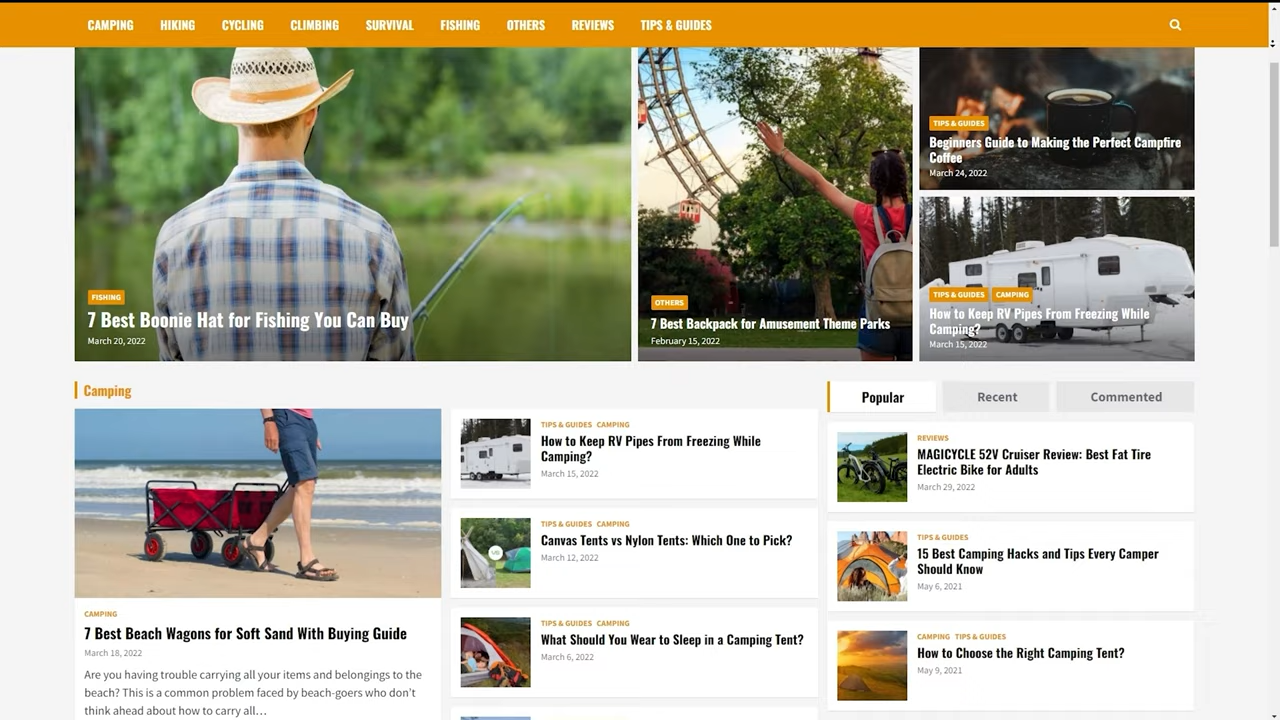 CAMPING HIKING CYCLING CLIMBING SURVIVAL FISHING OTHERS REVIEWS TIPS & GUIDES
FISHING
7 Best Boonie Hat for Fishing You Can Buy
March 20, 2022
OTHERS
7 Best Backpack for Amusement Theme Parks
February 15, 2022
TIPS & GUIDES
Beginners Guide to Making the Perfect Campfire
Coffee
March 24, 2022
TIPS & GUIDES CAMPING
How to Keep RV Pipes From Freezing While
Camping?
March 15, 2022
Camping
CAMPING
7 Best Beach Wagons for Soft Sand With Buying Guide
March 18, 2022
Are you having trouble carrying all your items and belongings to the
beach? This is a common problem faced by beach-goers who don't
think ahead about how to carry all…
TIPS & GUIDES CAMPING
How to Keep RV Pipes From Freezing While
Camping?
March 15, 2022
VS
TIPS & GUIDES CAMPING
Canvas Tents vs Nylon Tents: Which One to Pick?
March 12, 2022
TIPS & GUIDES CAMPING
What Should You Wear to Sleep in a Camping Tent?
March 6, 2022
Popular Recent Commented
REVIEWS
MAGICYCLE 52V Cruiser Review: Best Fat Tire
Electric Bike for Adults
March 29, 2022
TIPS & GUIDES
15 Best Camping Hacks and Tips Every Camper
Should Know
May 6, 2021
CAMPING TIPS & GUIDES
How to Choose the Right Camping Tent?
May 9, 2021